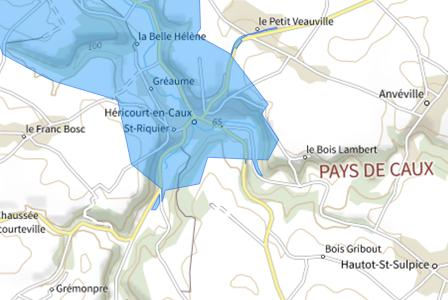 le Petit Veauville
la Belle Hélène
100
Gréaume
Anvéville
Héricourt-en-Caux
65
St-Riquier
le Franc Bosc
le Bois Lambert
PAYS DE CAUX
Chaussée
courteville
Bois Gribout
Hautot-St-Sulpice
Grémonpre